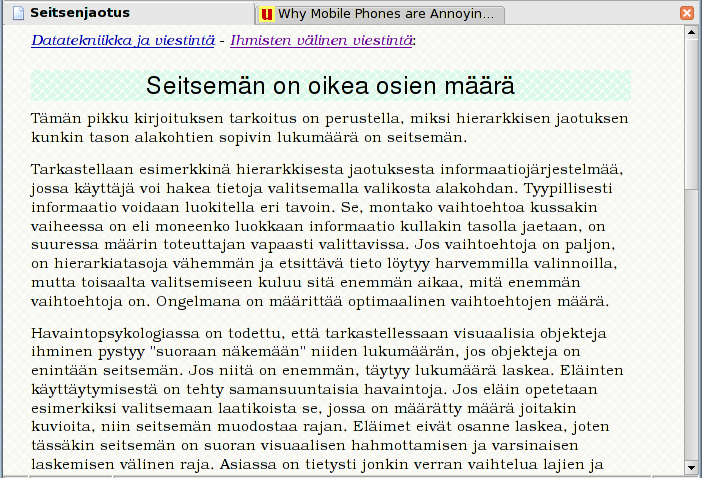 Seitsenjaotus
Why Mobile Phones are Annoyin...
Datatekniikka ja viestintä - Ihmisten välinen viestintä:
Seitsemän on oikea osien määrä
Tämän pikku kirjoituksen tarkoitus on perustella, miksi hierarkkisen jaotuksen
kunkin tason alakohtien sopivin lukumäärä on seitsemän.
Tarkastellaan esimerkkinä hierarkkisesta jaotuksesta informaatiojärjestelmää,
jossa käyttäjä voi hakea tietoja valitsemalla valikosta alakohdan. Tyypillisesti
informaatio voidaan luokitella eri tavoin. Se, montako vaihtoehtoa kussakin
vaiheessa on eli moneenko luokkaan informaatio kullakin tasolla jaetaan, on
suuressa määrin toteuttajan vapaasti valittavissa. Jos vaihtoehtoja on paljon,
on hierarkiatasoja vähemmän ja etsittävä tieto löytyy harvemmilla valinnoilla,
mutta toisaalta valitsemiseen kuluu sitä enemmän aikaa, mitä enemmän
vaihtoehtoja on. Ongelmana on määrittää optimaalinen vaihtoehtojen määrä.
Havaintopsykologiassa on todettu, että tarkastellessaan visuaalisia objekteja
ihminen pystyy "suoraan näkemään" niiden lukumäärän, jos objekteja on
enintään seitsemän. Jos niitä on enemmän, täytyy lukumäärä laskea. Eläinten
käyttäytymisestä on tehty samansuuntaisia havaintoja. Jos eläin opetetaan
esimerkiksi valitsemaan laatikoista se, jossa on määrätty määrä joitakin
kuvioita, niin seitsemän muodostaa rajan. Eläimet eivät osanne laskea, joten
tässäkin seitsemän on suoran visuaalisen hahmottamisen ja varsinaisen
laskemisen välinen raja. Asiassa on tietysti jonkin verran vaihtelua lajien ja